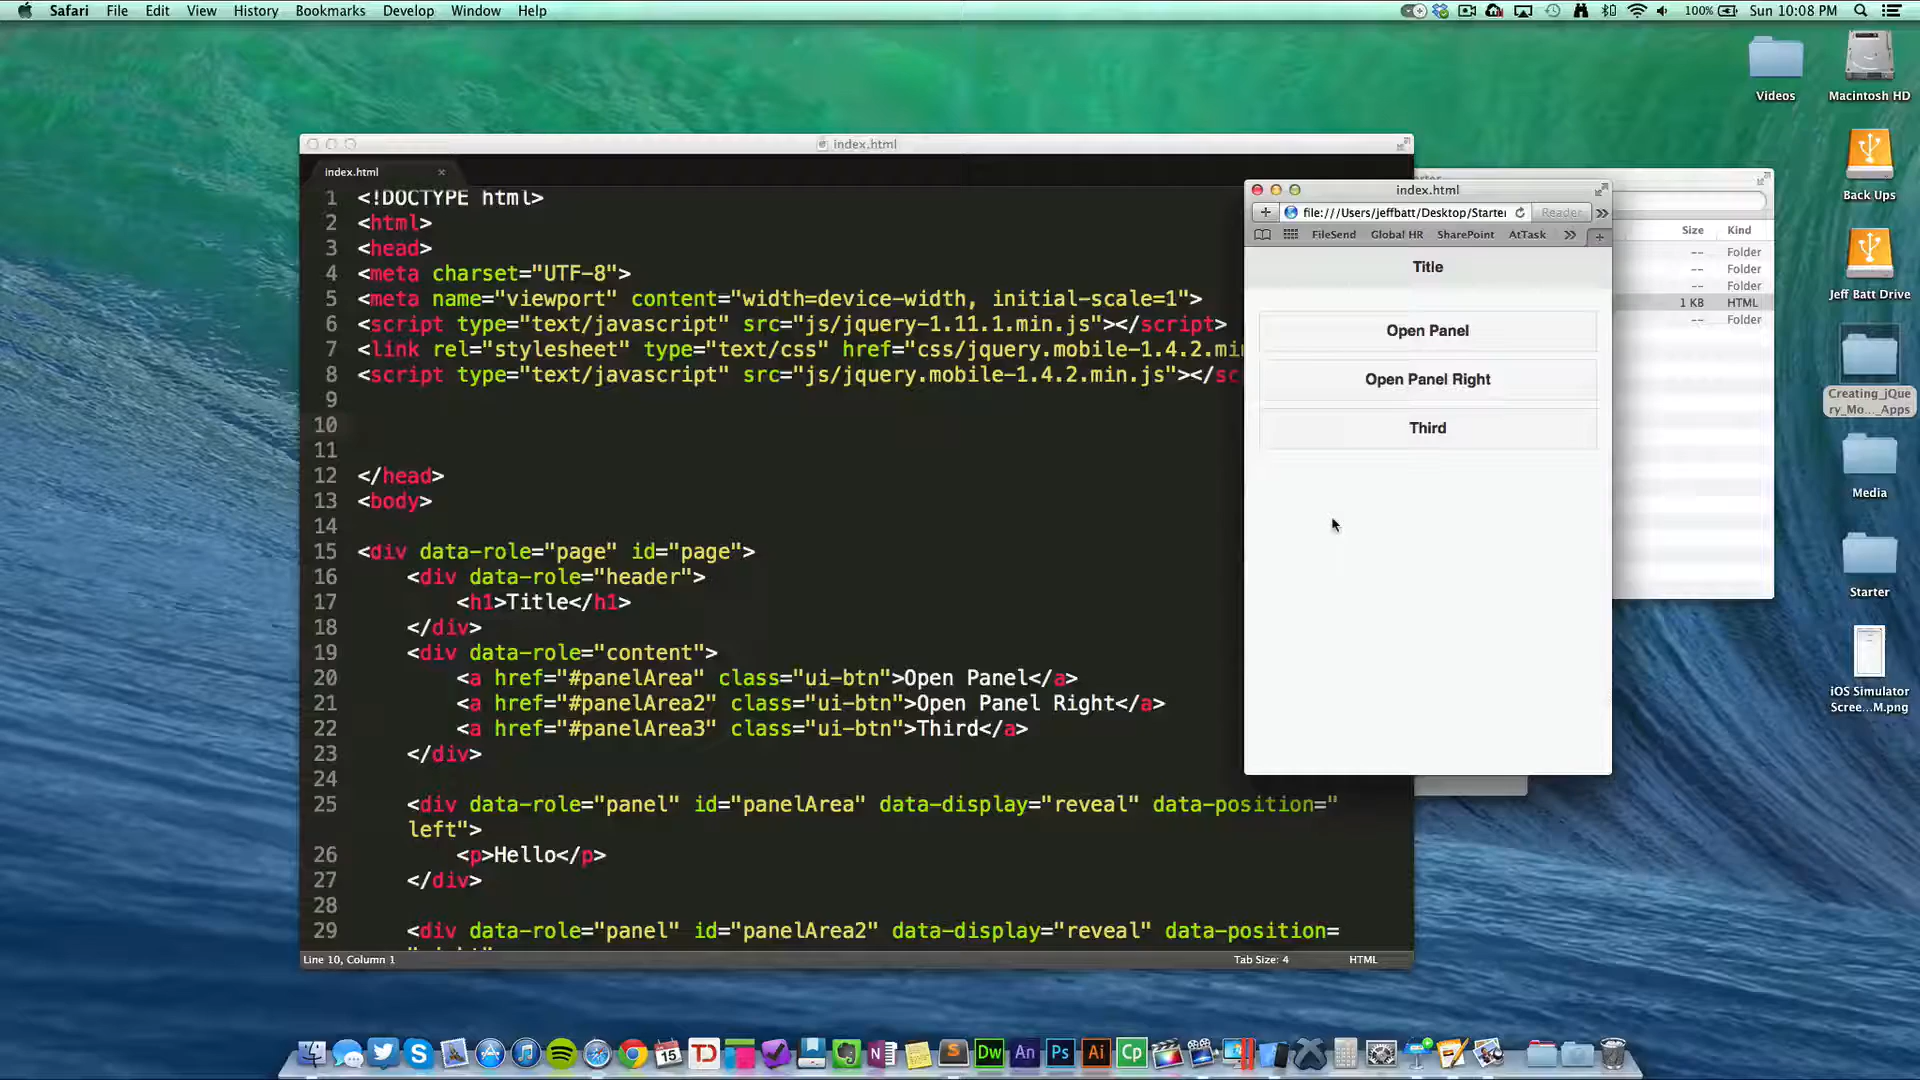 Safari File Edit View History Bookmarks Develop Window Help
100% Sun 10:08 PM
Videos
Macintosh HD
Back Ups
Jeff Batt Drive
Creating_jQue
ry_Mo..._Apps
Media
Starter
iOS Simulator
Scree...M.png
index.html
index.html
1 <!DOCTYPE html>
2 <html>
3 <head>
4 <meta charset="UTF-8">
5 <meta name="viewport" content="width=device-width, initial-scale=1">
6 <script type="text/javascript" src="js/jquery-1.11.1.min.js"></script>
7 <link rel="stylesheet" type="text/css" href="css/jquery.mobile-1.4.2.mi
8 <script type="text/javascript" src="js/jquery.mobile-1.4.2.min.js"></sc
9
10
11
12 </head>
13 <body>
14
15 <div data-role="page" id="page">
16 <div data-role="header">
17 <h1>Title</h1>
18 </div>
19 <div data-role="content">
20 <a href="#panelArea" class="ui-btn">Open Panel</a>
21 <a href="#panelArea2" class="ui-btn">Open Panel Right</a>
22 <a href="#panelArea3" class="ui-btn">Third</a>
23 </div>
24
25 <div data-role="panel" id="panelArea" data-display="reveal" data-position="
left">
26 <p>Hello</p>
27 </div>
28
29 <div data-role="panel" id="panelArea2" data-display="reveal" data-position=
Line 10, Column 1 Tab Size: 4 HTML
index.html
file:///Users/jeffbatt/Desktop/Starter Reader
FileSend Global HR SharePoint AtTask
Title
Open Panel
Open Panel Right
Third
Size Kind
-- Folder
-- Folder
-- Folder
1 KB HTML
-- Folder
15 Dw An Ps Ai Cp